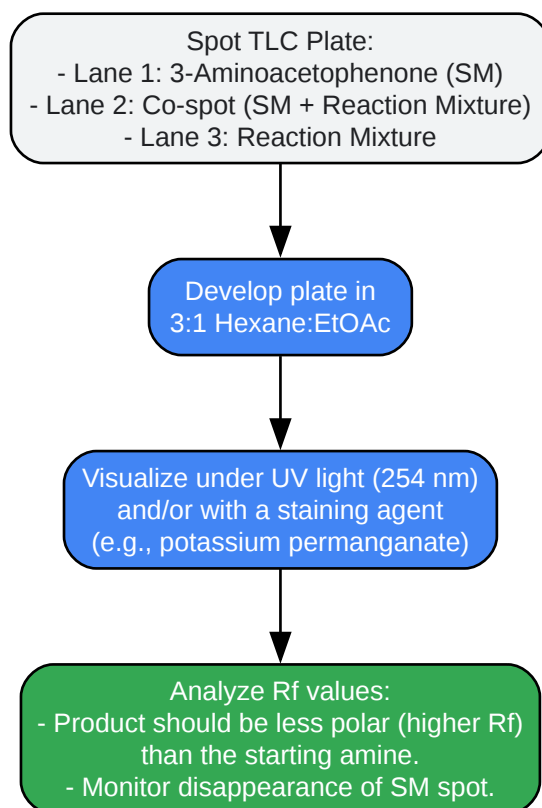 Spot TLC Plate:
- Lane 1: 3-Aminoacetophenone (SM)
- Lane 2: Co-spot (SM + Reaction Mixture)
- Lane 3: Reaction Mixture
Develop plate in
3:1 Hexane:EtOAc
Visualize under UV light (254 nm)
and/or with a staining agent
(e.g., potassium permanganate)
Analyze Rf values:
- Product should be less polar (higher Rf)
than the starting amine.
- Monitor disappearance of SM spot.